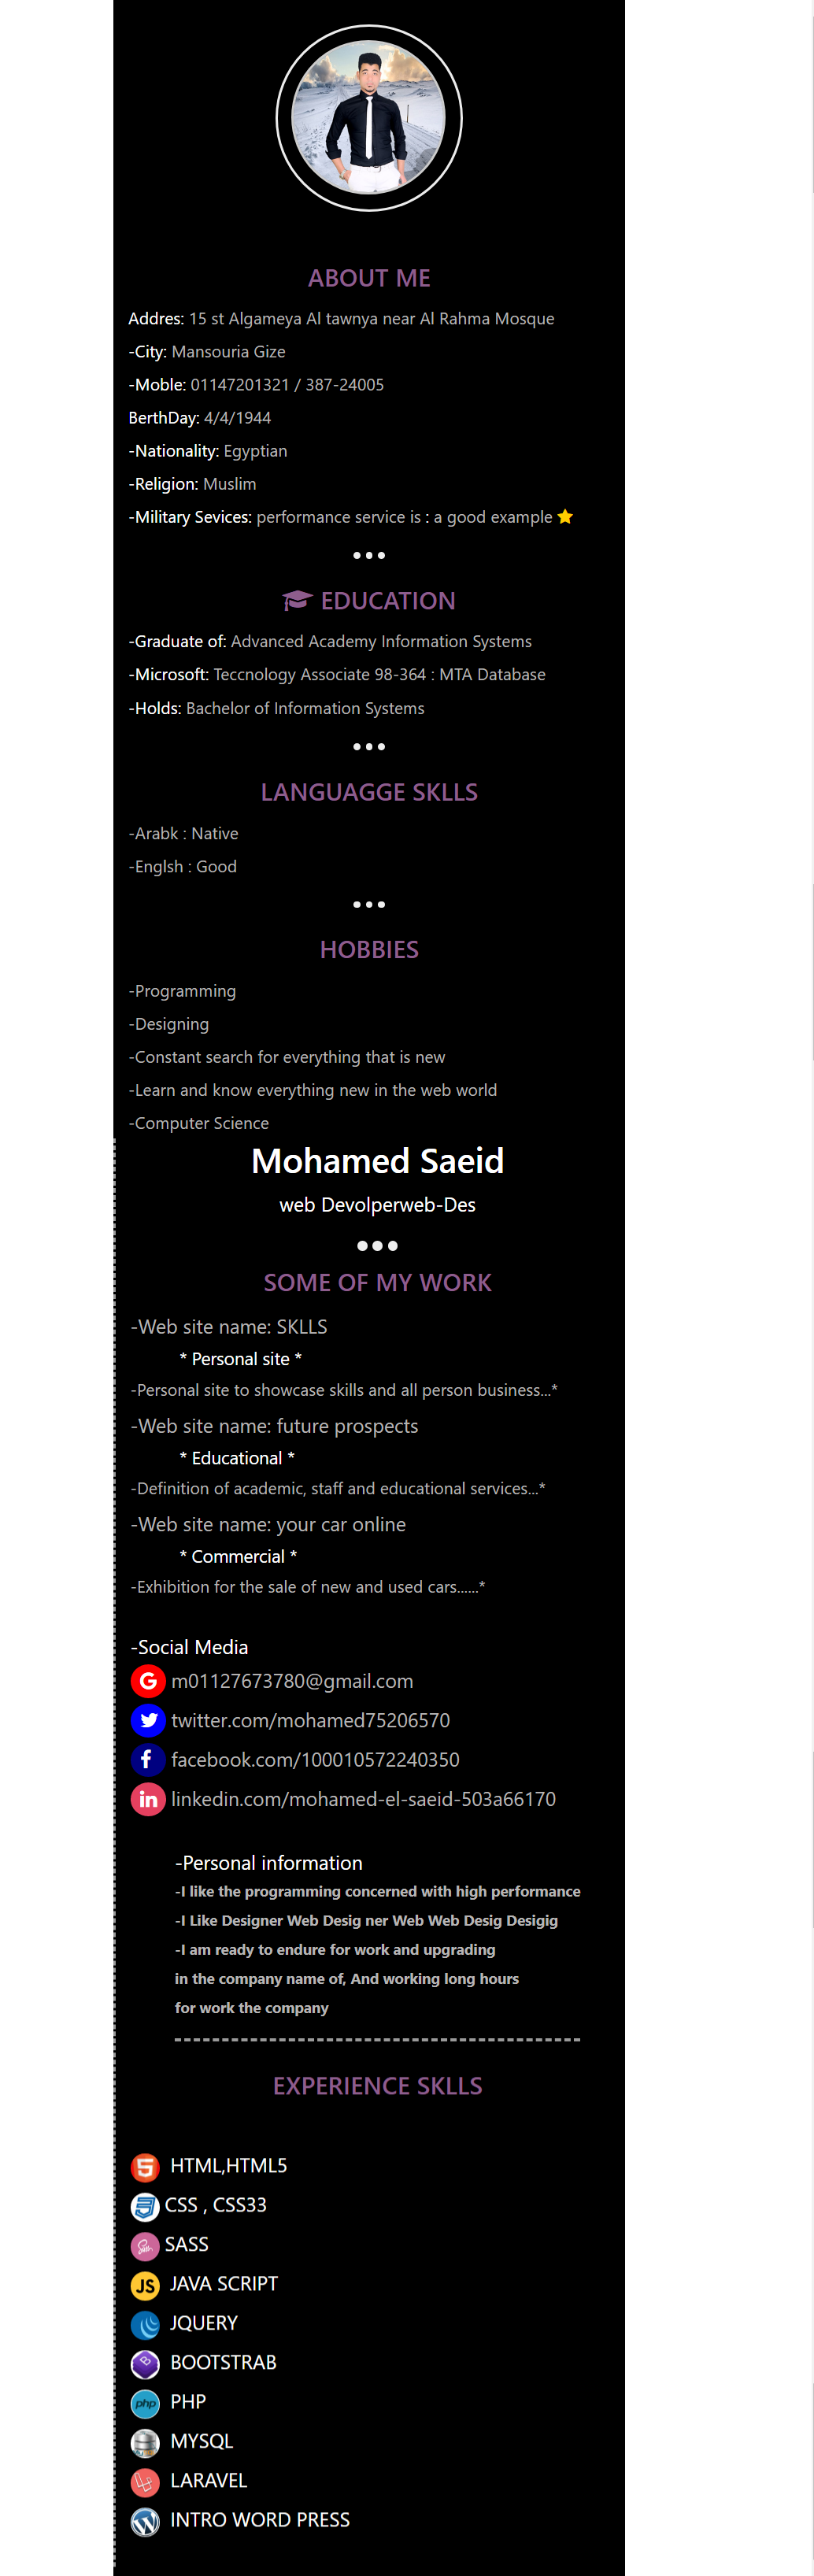 ABOUT ME
Addres: 15 st Algameya Al tawnya near Al Rahma Mosque
-City: Mansouria Gize
-Moble: 01147201321 / 387-24005
BerthDay: 4/4/1944
-Nationality: Egyptian
-Religion: Muslim
-Military Sevices: performance service is : a good example
EDUCATION
-Graduate of: Advanced Academy Information Systems
-Microsoft: Teccnology Associate 98-364 : MTA Database
-Holds: Bachelor of Information Systems
LANGUAGGE SKLLS
-Arabk : Native
-Englsh : Good
HOBBIES
-Programming
-Designing
-Constant search for everything that is new
-Learn and know everything new in the web world
-Computer Science
Mohamed Saeid
web Devolperweb-Des
SOME OF MY WORK
-Web site name: SKLLS
* Personal site *
-Personal site to showcase skills and all person business...*
-Web site name: future prospects
* Educational *
-Definition of academic, staff and educational services...*
-Web site name: your car online
* Commercial *
-Exhibition for the sale of new and used cars......*
-Social Media
G m01127673780@gmail.com
twitter.com/mohamed75206570
f facebook.com/100010572240350
in linkedin.com/mohamed-el-saeid-503a66170
-Personal information
-I like the programming concerned with high performance
-I Like Designer Web Desig ner Web Web Desig Desigig
-I am ready to endure for work and upgrading
in the company name of, And working long hours
for work the company
EXPERIENCE SKLLS
5 HTML,HTML5
3 CSS , CSS33
Sass SASS
JS JAVA SCRIPT
JQUERY
B BOOTSTRAB
php PHP
MYSQL
LARAVEL
W INTRO WORD PRESS